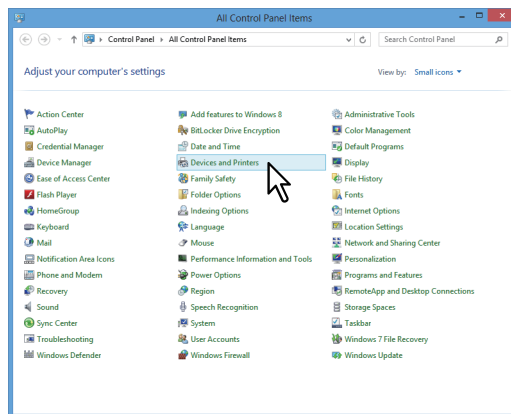 All Control Panel Items
Control Panel All Control Panel Items Search Control Panel
Adjust your computer's settings View by: Small icons
Action Center Add features to Windows 8 Administrative Tools
AutoPlay BitLocker Drive Encryption Color Management
Credential Manager Date and Time Default Programs
Device Manager Devices and Printers Display
Ease of Access Center Family Safety File History
Flash Player Folder Options Fonts
HomeGroup Indexing Options Internet Options
Keyboard Language Location Settings
Mail Mouse Network and Sharing Center
Notification Area Icons Performance Information and Tools Personalization
Phone and Modem Power Options Programs and Features
Recovery Region RemoteApp and Desktop Connections
Sound Speech Recognition Storage Spaces
Sync Center System Taskbar
Troubleshooting User Accounts Windows 7 File Recovery
Windows Defender Windows Firewall Windows Update